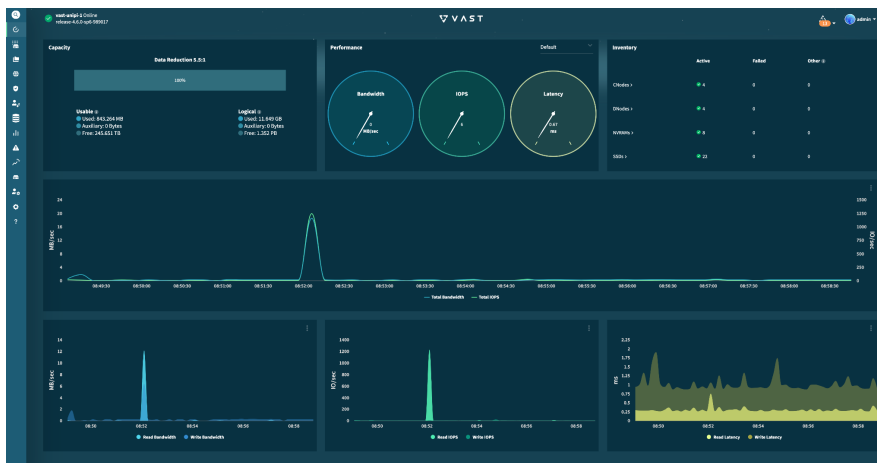 vast-unipi-1 Online
release-4.6.0-sp6-989017
VAST
admin
Capacity
Data Reduction 5.5:1
100%
Usable
Used: 843.264 MB
Auxiliary: 0 Bytes
Free: 245.651 TB
Logical
Used: 11.649 GB
Auxiliary: 0 Bytes
Free: 1.352 PB
Performance
Default
Bandwidth
0
MB/sec
IOPS
6
Latency
0.67
ms
Inventory
Active Failed Other
CNodes > 4 0 0
DNodes > 4 0 0
NVRAMs > 8 0 0
SSDs > 22 0 0
MB/sec
24
20
16
12
8
4
0
IO/sec
1500
1250
1000
750
500
250
0
08:49:30 08:50:00 08:50:30 08:51:00 08:51:30 08:52:00 08:52:30 08:53:00 08:53:30 08:54:00 08:54:30 08:55:00 08:55:30 08:56:00 08:56:30 08:57:00 08:57:30 08:58:00 08:58:30
Total Bandwidth Total IOPS
MB/sec
14
12
10
8
6
4
2
0
08:50 08:52 08:54 08:56 08:58
Read Bandwidth Write Bandwidth
IO/sec
1400
1200
1000
800
600
400
200
0
08:50 08:52 08:54 08:56 08:58
Read IOPS Write IOPS
ms
2.25
2
1.75
1.5
1.25
1
0.75
0.5
0.25
0
08:50 08:52 08:54 08:56 08:58
Read Latency Write Latency